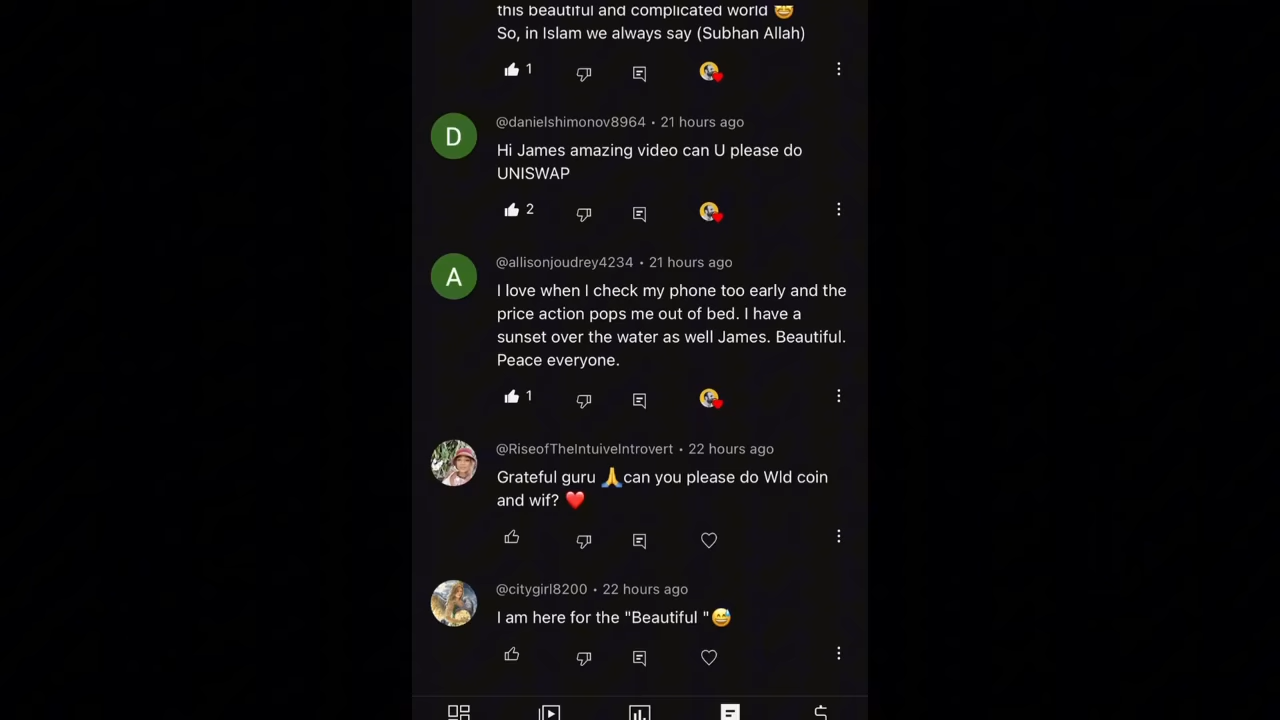 this beautiful and complicated world 🤩
So, in Islam we always say (Subhan Allah)
1
D
@danielshimonov8964 • 21 hours ago
Hi James amazing video can U please do
UNISWAP
2
A
@allisonjoudrey4234 • 21 hours ago
I love when I check my phone too early and the
price action pops me out of bed. I have a
sunset over the water as well James. Beautiful.
Peace everyone.
1
@RiseofTheIntuiveIntrovert • 22 hours ago
Grateful guru 🙏can you please do Wld coin
and wif? ❤️
@citygirl8200 • 22 hours ago
I am here for the "Beautiful "😅